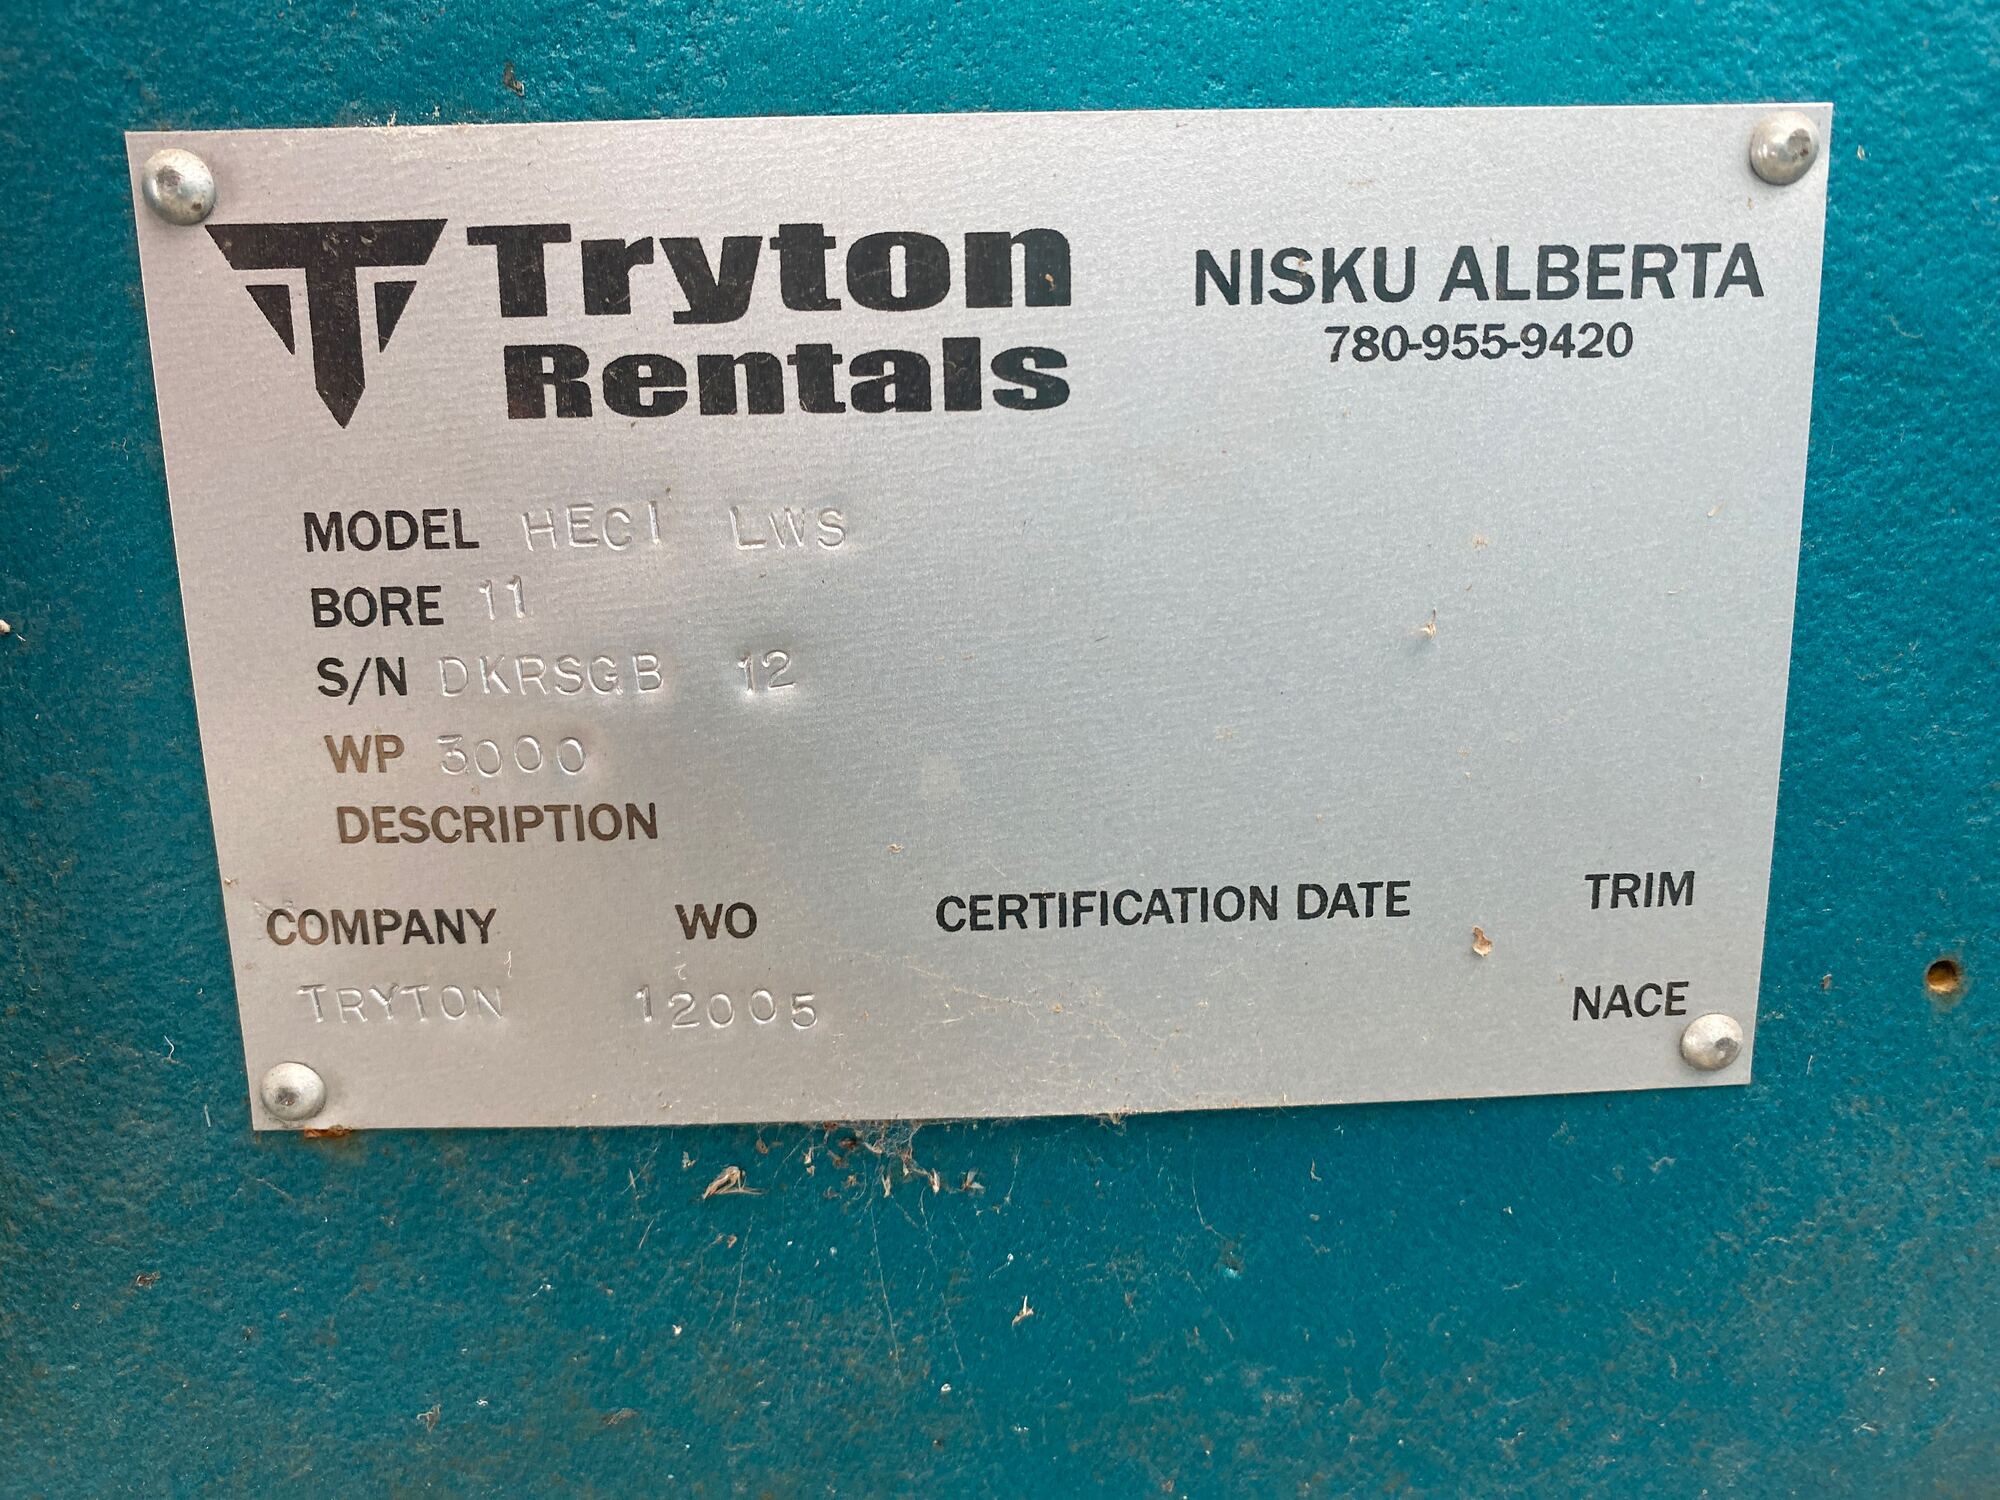 Tryton
Rentals
NISKU ALBERTA
780-955-9420
MODEL HECI LWS
BORE 11
S/N DKRSGB 12
WP 3000
DESCRIPTION
COMPANY WO CERTIFICATION DATE TRIM
TRYTON 12005 NACE